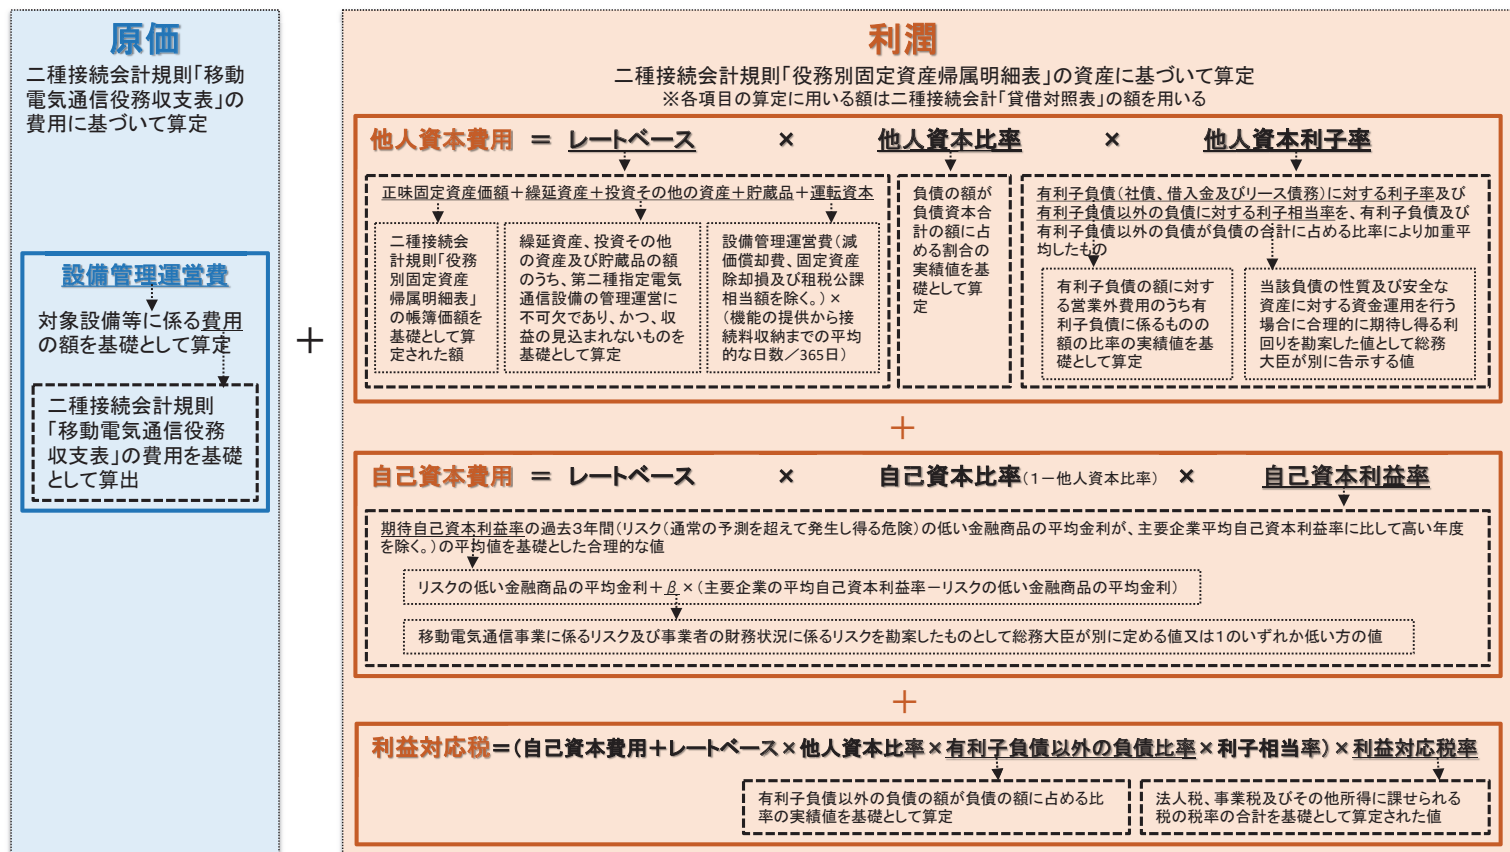 原価
二種接続会計規則「移動
電気通信役務収支表」の
費用に基づいて算定
設備管理運営費
対象設備等に係る費用
の額を基礎として算定
二種接続会計規則
「移動電気通信役務
収支表」の費用を基礎
として算出
＋
利潤
二種接続会計規則「役務別固定資産帰属明細表」の資産に基づいて算定
※各項目の算定に用いる額は二種接続会計「貸借対照表」の額を用いる
他人資本費用 ＝ レートベース × 他人資本比率 × 他人資本利子率
正味固定資産価額＋繰延資産＋投資その他の資産＋貯蔵品＋運転資本
二種接続会
計規則「役務
別固定資産
帰属明細表」
の帳簿価額を
基礎として算
定された額
繰延資産、投資その他
の資産及び貯蔵品の額
のうち、第二種指定電気
通信設備の管理運営に
不可欠であり、かつ、収
益の見込まれないものを
基礎として算定
設備管理運営費（減
価償却費、固定資産
除却損及び租税公課
相当額を除く。）×
（機能の提供から接
続料収納までの平均
的な日数／365日）
負債の額が
負債資本合
計の額に占
める割合の
実績値を基
礎として算
定
有利子負債（社債、借入金及びリース債務）に対する利子率及び
有利子負債以外の負債に対する利子相当率を、有利子負債及び
有利子負債以外の負債が負債の合計に占める比率により加重平
均したもの
有利子負債の額に対す
る営業外費用のうち有
利子負債に係るものの
額の比率の実績値を基
礎として算定
当該負債の性質及び安全な
資産に対する資金運用を行う
場合に合理的に期待し得る利
回りを勘案した値として総務
大臣が別に告示する値
＋
自己資本費用 ＝ レートベース × 自己資本比率（1－他人資本比率） × 自己資本利益率
期待自己資本利益率の過去3年間（リスク（通常の予測を超えて発生し得る危険）の低い金融商品の平均金利が、主要企業平均自己資本利益率に比して高い年度
を除く。）の平均値を基礎とした合理的な値
リスクの低い金融商品の平均金利＋β×（主要企業の平均自己資本利益率－リスクの低い金融商品の平均金利）
移動電気通信事業に係るリスク及び事業者の財務状況に係るリスクを勘案したものとして総務大臣が別に定める値又は1のいずれか低い方の値
＋
利益対応税＝（自己資本費用＋レートベース×他人資本比率×有利子負債以外の負債比率×利子相当率）×利益対応税率
有利子負債以外の負債の額が負債の額に占める比
率の実績値を基礎として算定
法人税、事業税及びその他所得に課せられる
税の税率の合計を基礎として算定された値